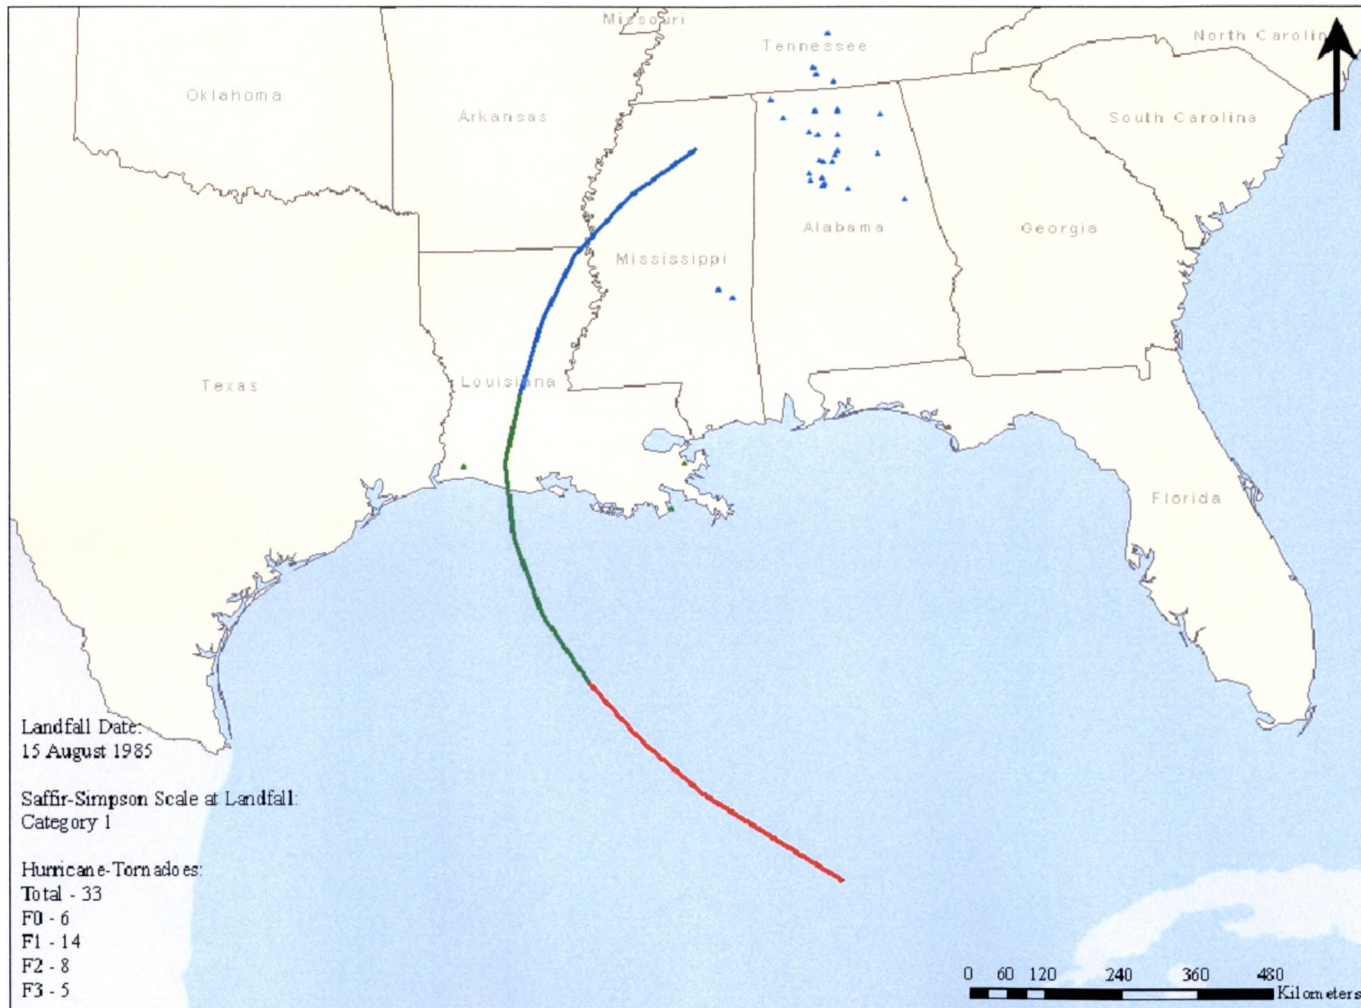 Missouri
Tennessee
North Carolin
Oklahoma
Arkansas
South Carolina
Alabama
Georgia
Mississippi
Texas
Louisiana
Florida
Landfall Date:
15 August 1985
Saffir-Simpson Scale at Landfall:
Category 1
Hurricane-Tornadoes:
Total - 33
F0 - 6
F1 - 14
F2 - 8
F3 - 5
0 60 120 240 360 480
Kilometers